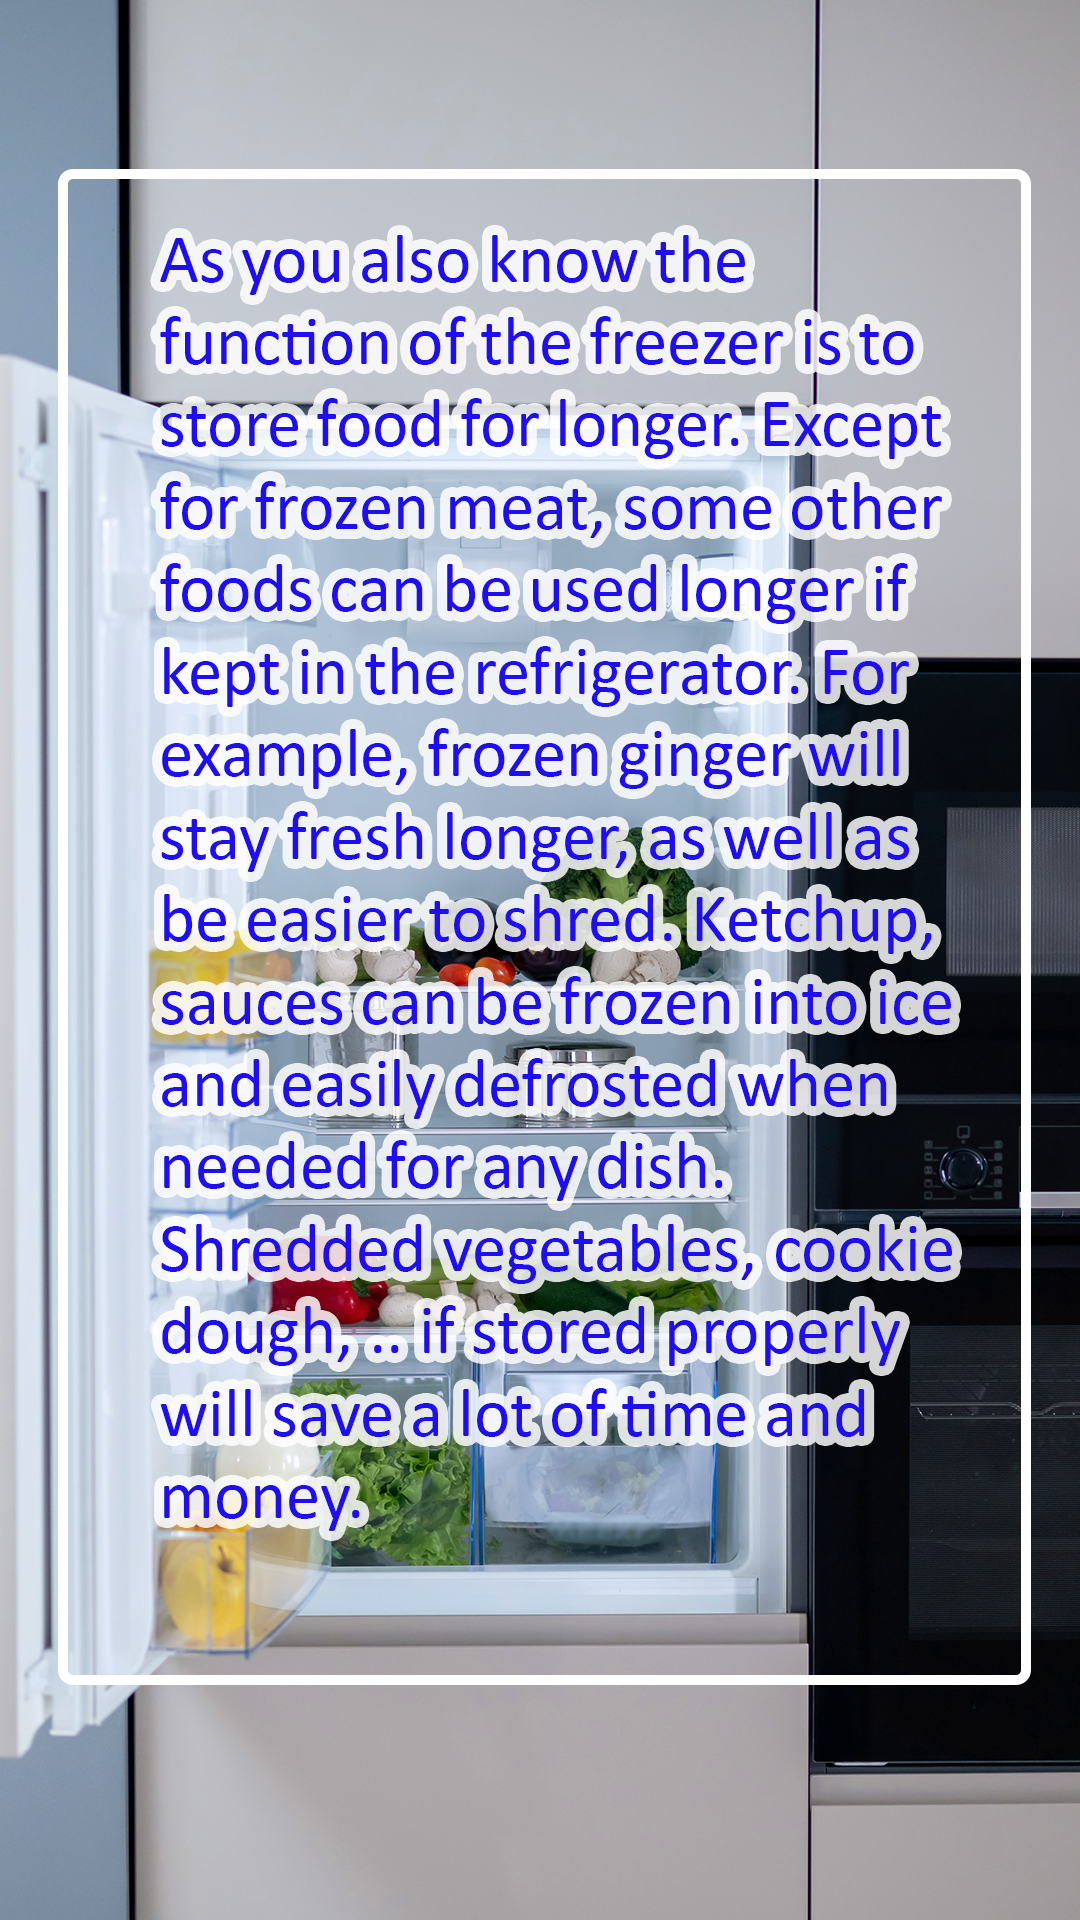 As you also know the
function of the freezer is to
store food for longer. Except
for frozen meat, some other
foods can be used longer if
kept in the refrigerator. For
example, frozen ginger will
stay fresh longer, as well as
be easier to shred. Ketchup,
sauces can be frozen into ice
and easily defrosted when
needed for any dish.
Shredded vegetables, cookie
dough, .. if stored properly
will save a lot of time and
money.